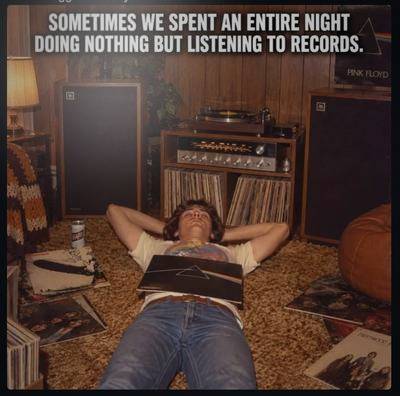 SOMETIMES WE SPENT AN ENTIRE NIGHT
DOING NOTHING BUT LISTENING TO RECORDS.
PINK FLOYD